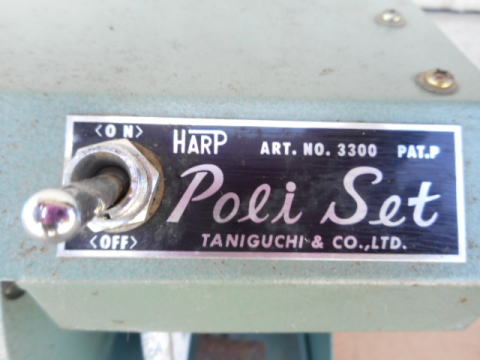 <ON>
HARP ART. NO. 3300 PAT.P
Poli Set
<OFF>
TANIGUCHI & CO.,LTD.